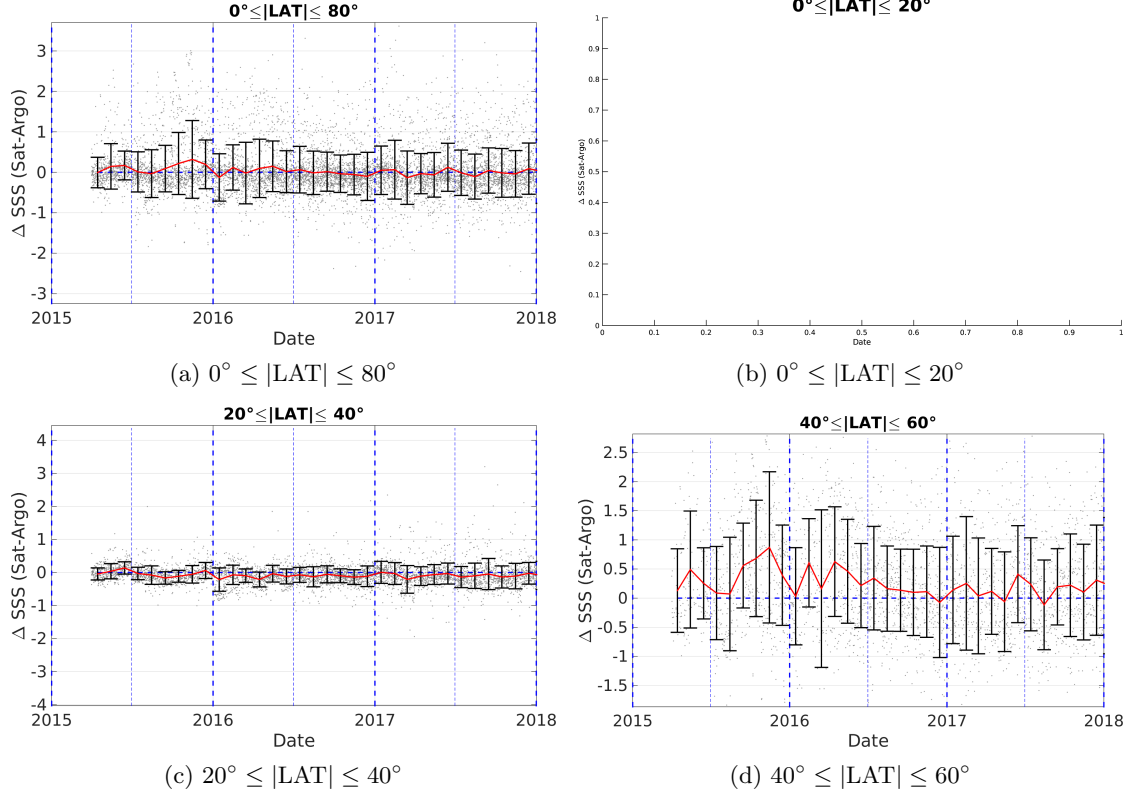 0°≤|LAT|≤ 80°
Δ SSS (Sat-Argo)
3
2
1
0
-1
-2
-3
2015 2016 2017 2018
Date
(a) 0° ≤ |LAT| ≤ 80°
0°≤|LAT|≤ 20°
Δ SSS (Sat-Argo)
1
0.9
0.8
0.7
0.6
0.5
0.4
0.3
0.2
0.1
0
0 0.1 0.2 0.3 0.4 0.5 0.6 0.7 0.8 0.9 1
Date
(b) 0° ≤ |LAT| ≤ 20°
20°≤|LAT|≤ 40°
Δ SSS (Sat-Argo)
4
3
2
1
0
-1
-2
-3
-4
2015 2016 2017 2018
Date
(c) 20° ≤ |LAT| ≤ 40°
40°≤|LAT|≤ 60°
Δ SSS (Sat-Argo)
2.5
2
1.5
1
0.5
0
-0.5
-1
-1.5
2015 2016 2017 2018
Date
(d) 40° ≤ |LAT| ≤ 60°